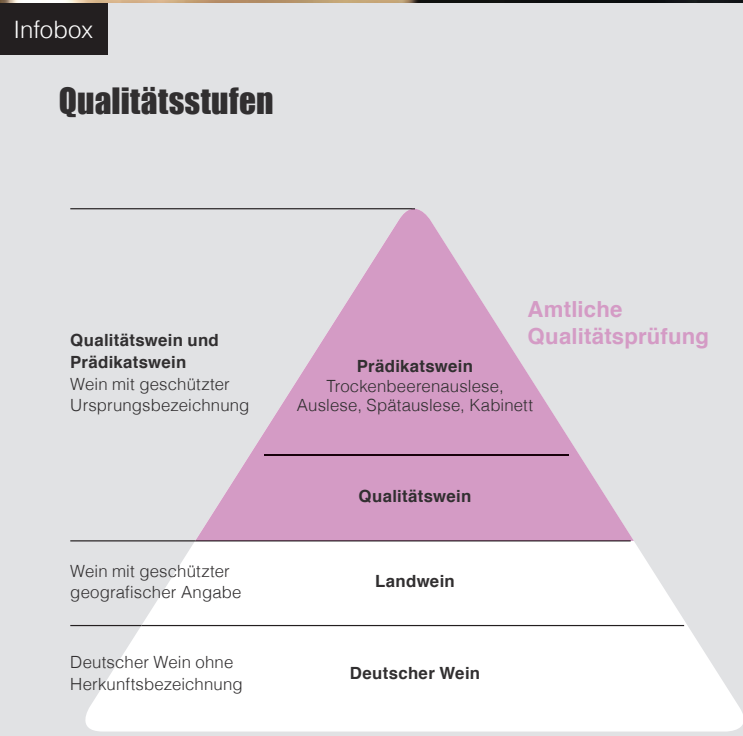 Infobox
Qualitätsstufen
Amtliche
Qualitätsprüfung
Qualitätswein und
Prädikatswein
Wein mit geschützter
Ursprungsbezeichnung
Prädikatswein
Trockenbeerenauslese,
Auslese, Spätauslese, Kabinett
Qualitätswein
Wein mit geschützter
geografischer Angabe
Landwein
Deutscher Wein ohne
Herkunftsbezeichnung
Deutscher Wein